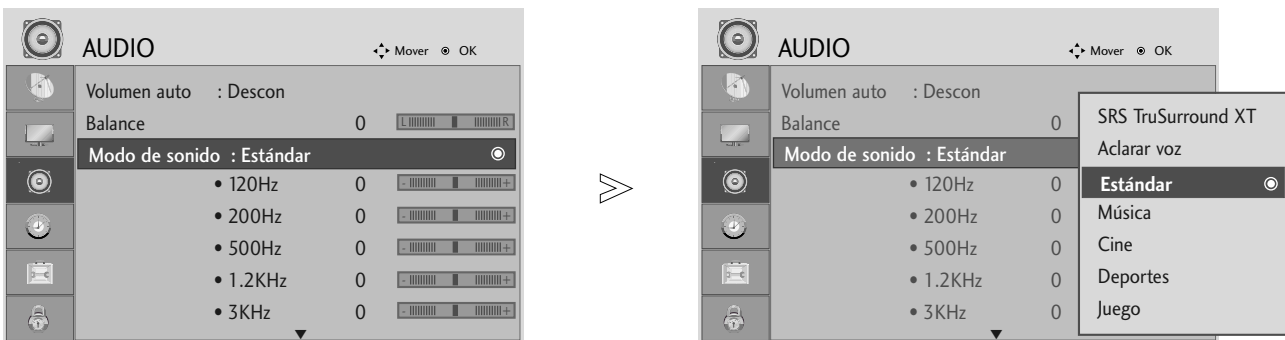 AUDIO
Mover OK
Volumen auto : Descon
Balance 0 L R
Modo de sonido : Estándar
• 120Hz 0 - +
• 200Hz 0 - +
• 500Hz 0 - +
• 1.2KHz 0 - +
• 3KHz 0 - +
AUDIO
Mover OK
Volumen auto : Descon
Balance 0
Modo de sonido : Estándar
• 120Hz 0
• 200Hz 0
• 500Hz 0
• 1.2KHz 0
• 3KHz 0
SRS TruSurround XT
Aclarar voz
Estándar
Música
Cine
Deportes
Juego